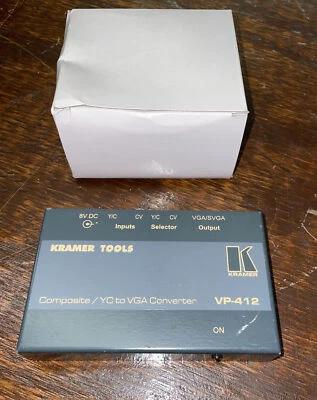 8V DC Y/C CV Y/C CV VGA/SVGA
Inputs Selector Output
KRAMER TOOLS
K
KRAMER
Composite / YC to VGA Converter VP-412
ON